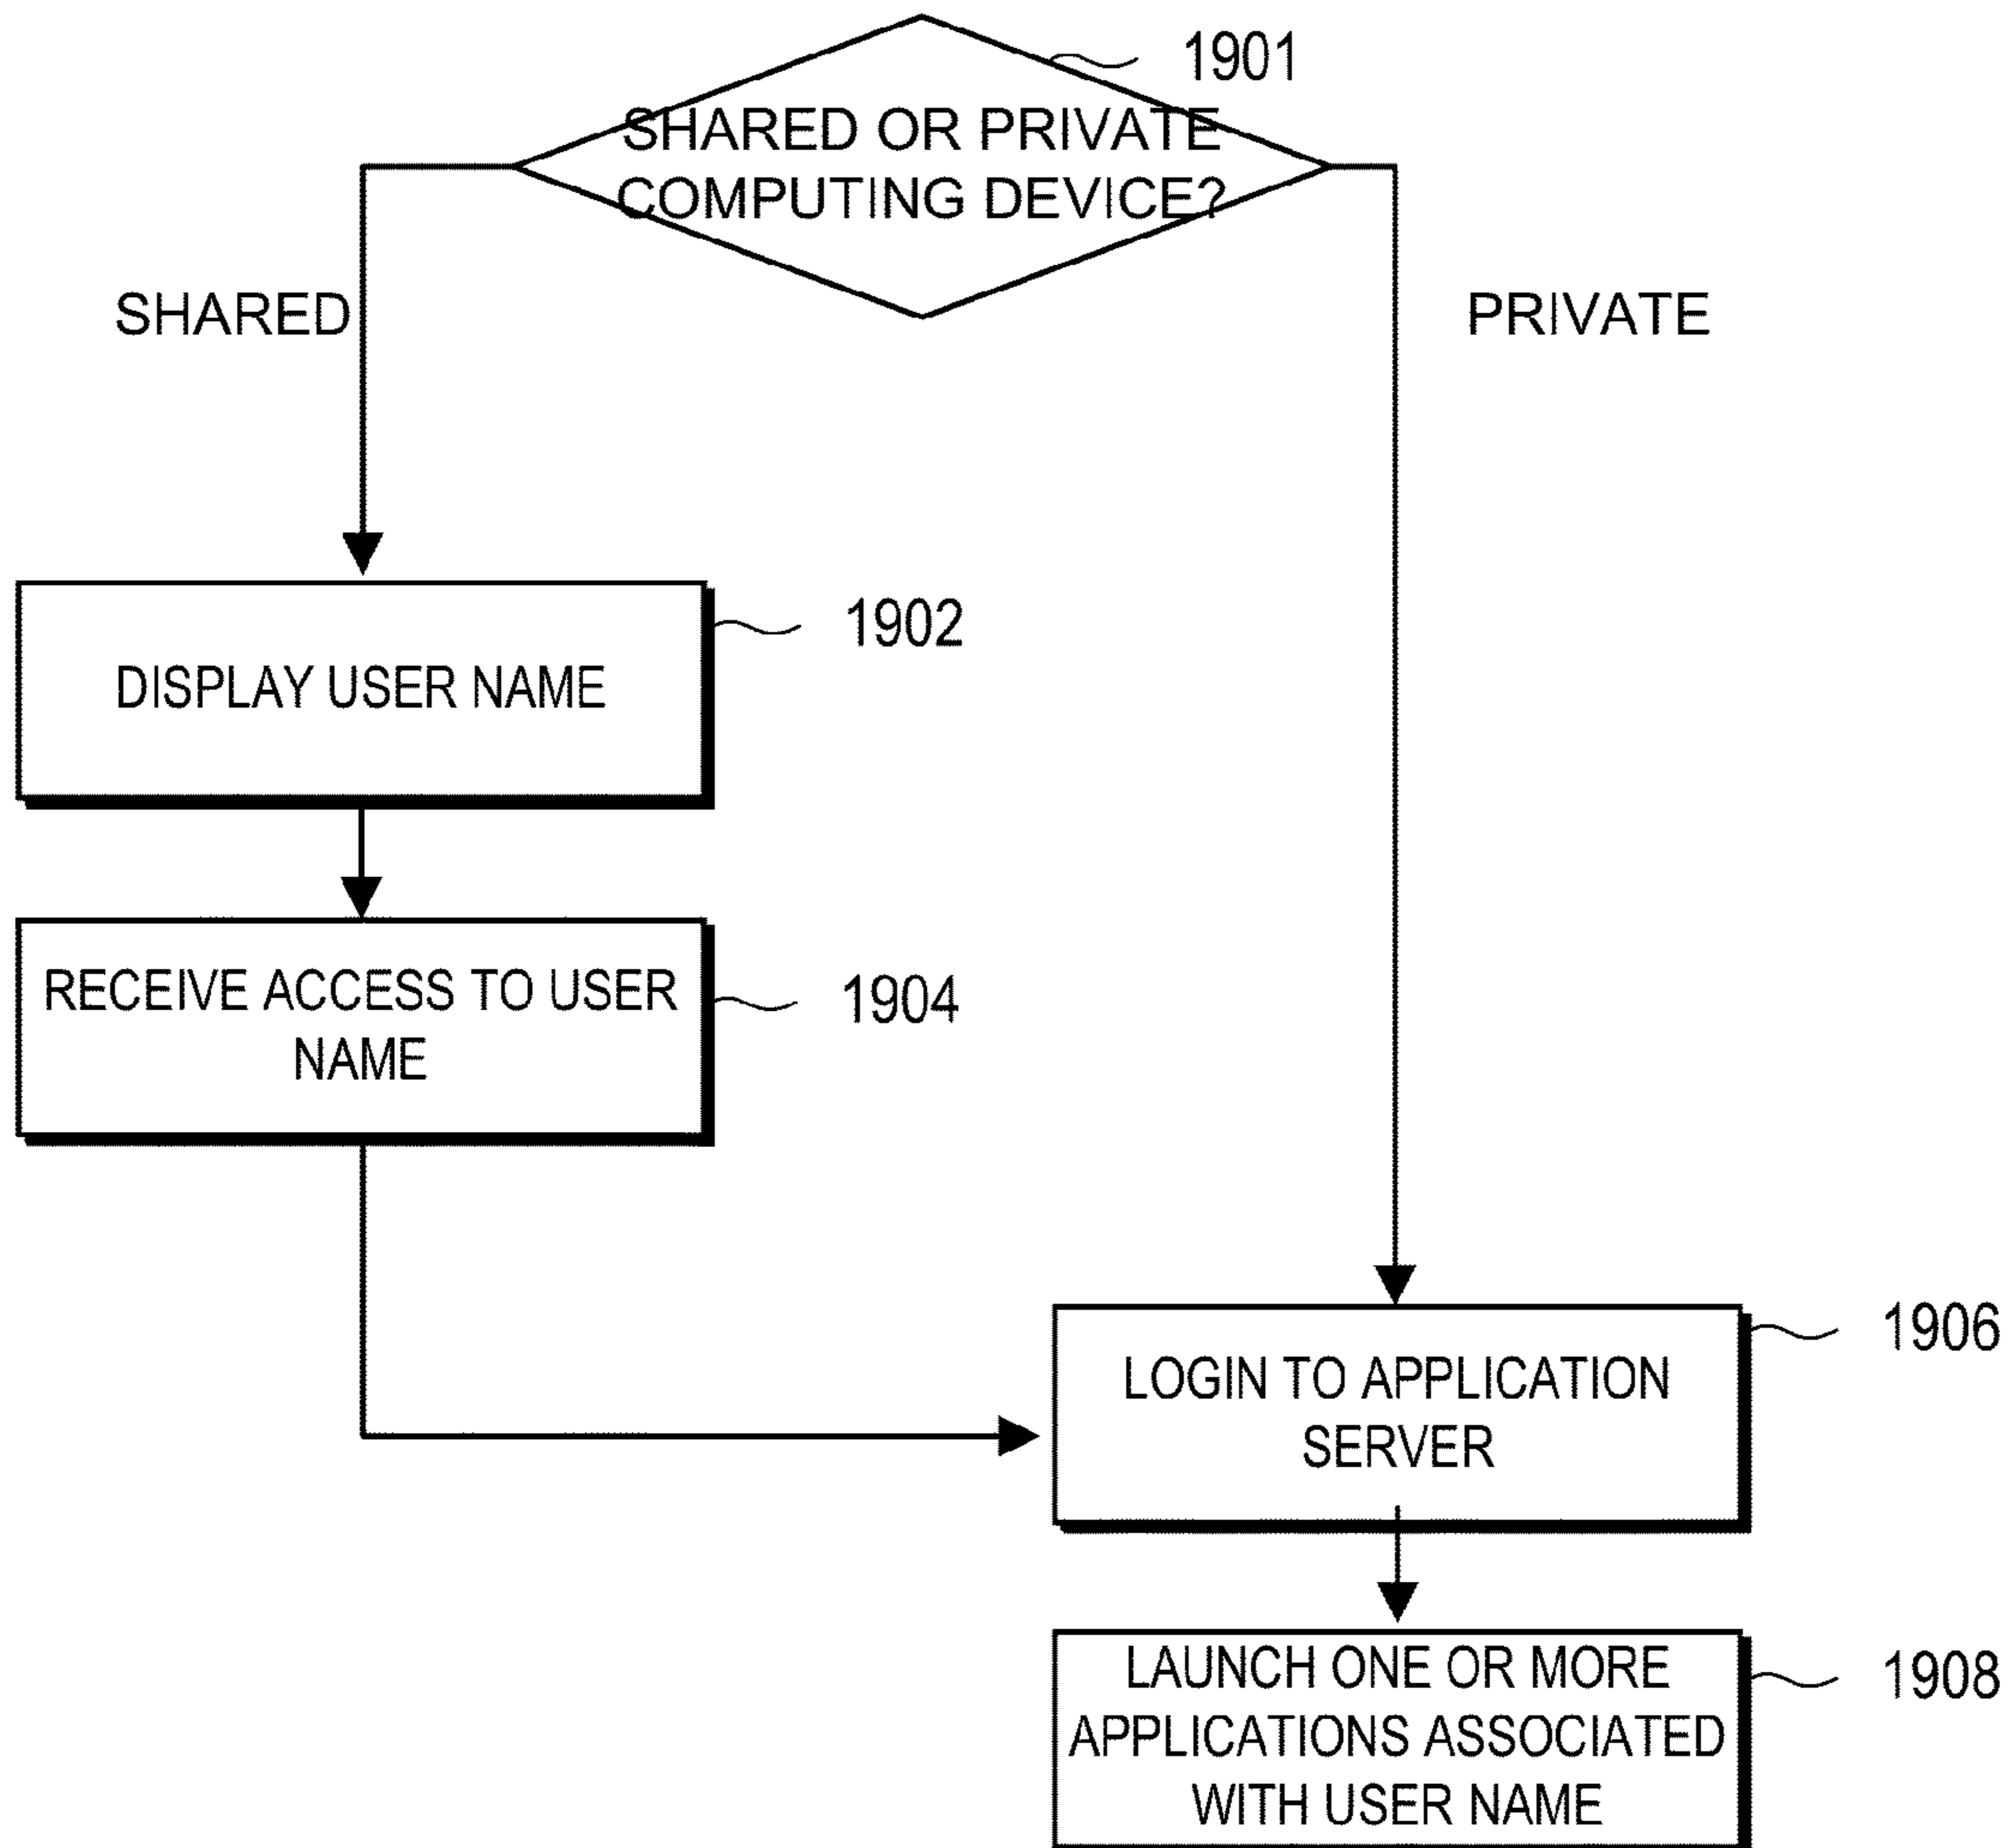 1901
SHARED OR PRIVATE
COMPUTING DEVICE?
SHARED
PRIVATE
1902
DISPLAY USER NAME
RECEIVE ACCESS TO USER
NAME
1904
1906
LOGIN TO APPLICATION
SERVER
LAUNCH ONE OR MORE
APPLICATIONS ASSOCIATED
WITH USER NAME
1908